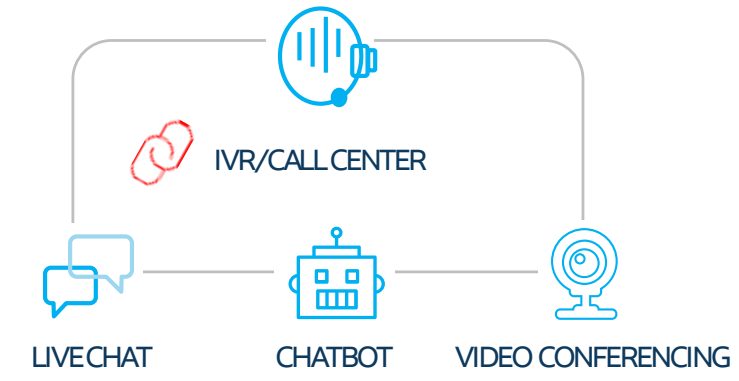 IVR/CALL CENTER
LIVE CHAT
CHATBOT
VIDEO CONFERENCING